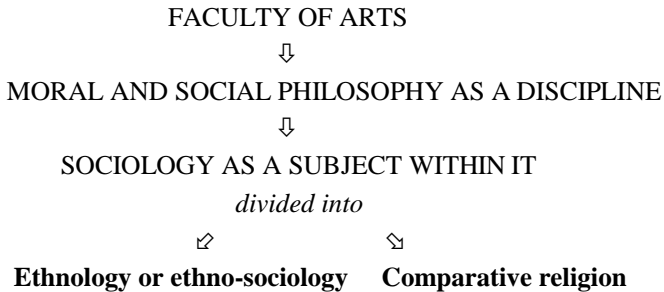 FACULTY OF ARTS
MORAL AND SOCIAL PHILOSOPHY AS A DISCIPLINE
SOCIOLOGY AS A SUBJECT WITHIN IT
divided into
Ethnology or ethno-sociology Comparative religion